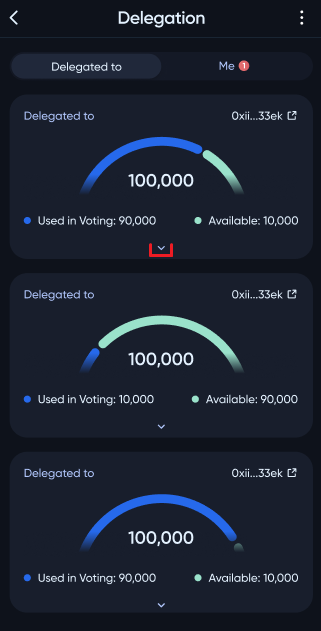 Delegation
Delegated to
Me 1
Delegated to 0xii...33ek
100,000
Used in Voting: 90,000 Available: 10,000
Delegated to 0xii...33ek
100,000
Used in Voting: 10,000 Available: 90,000
Delegated to 0xii...33ek
100,000
Used in Voting: 90,000 Available: 10,000